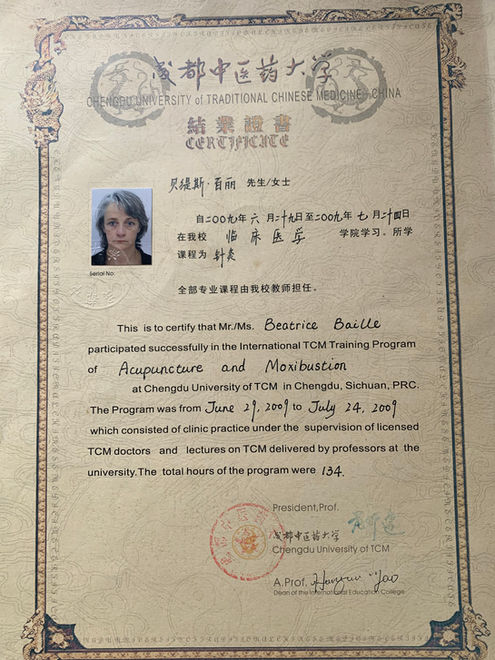 成都中医药大学
CHENGDU UNIVERSITY of TRADITIONAL CHINESE MEDICINE CHINA
結業證書
CERTIFICATE
贝缇斯·百丽 先生/女士
自二00九年 六 月二十九日至二00九年 七 月二十四日
在我校 临床医学 学院学习。所学
课程为 针灸
Serial No:
全部专业课程由我校教师担任。
This is to certify that Mr./Ms. Beatrice Baille
participated successfully in the International TCM Training Program
of Acupuncture and Moxibustion
at Chengdu University of TCM in Chengdu, Sichuan, PRC.
The Program was from June 29, 2009 to July 24, 2009
which consisted of clinic practice under the supervision of licensed
TCM doctors and lectures on TCM delivered by professors at the
university. The total hours of the program were 134.
President, Prof.
成都中医药大学
Chengdu University of TCM
A.Prof.
Dean of the International Education College